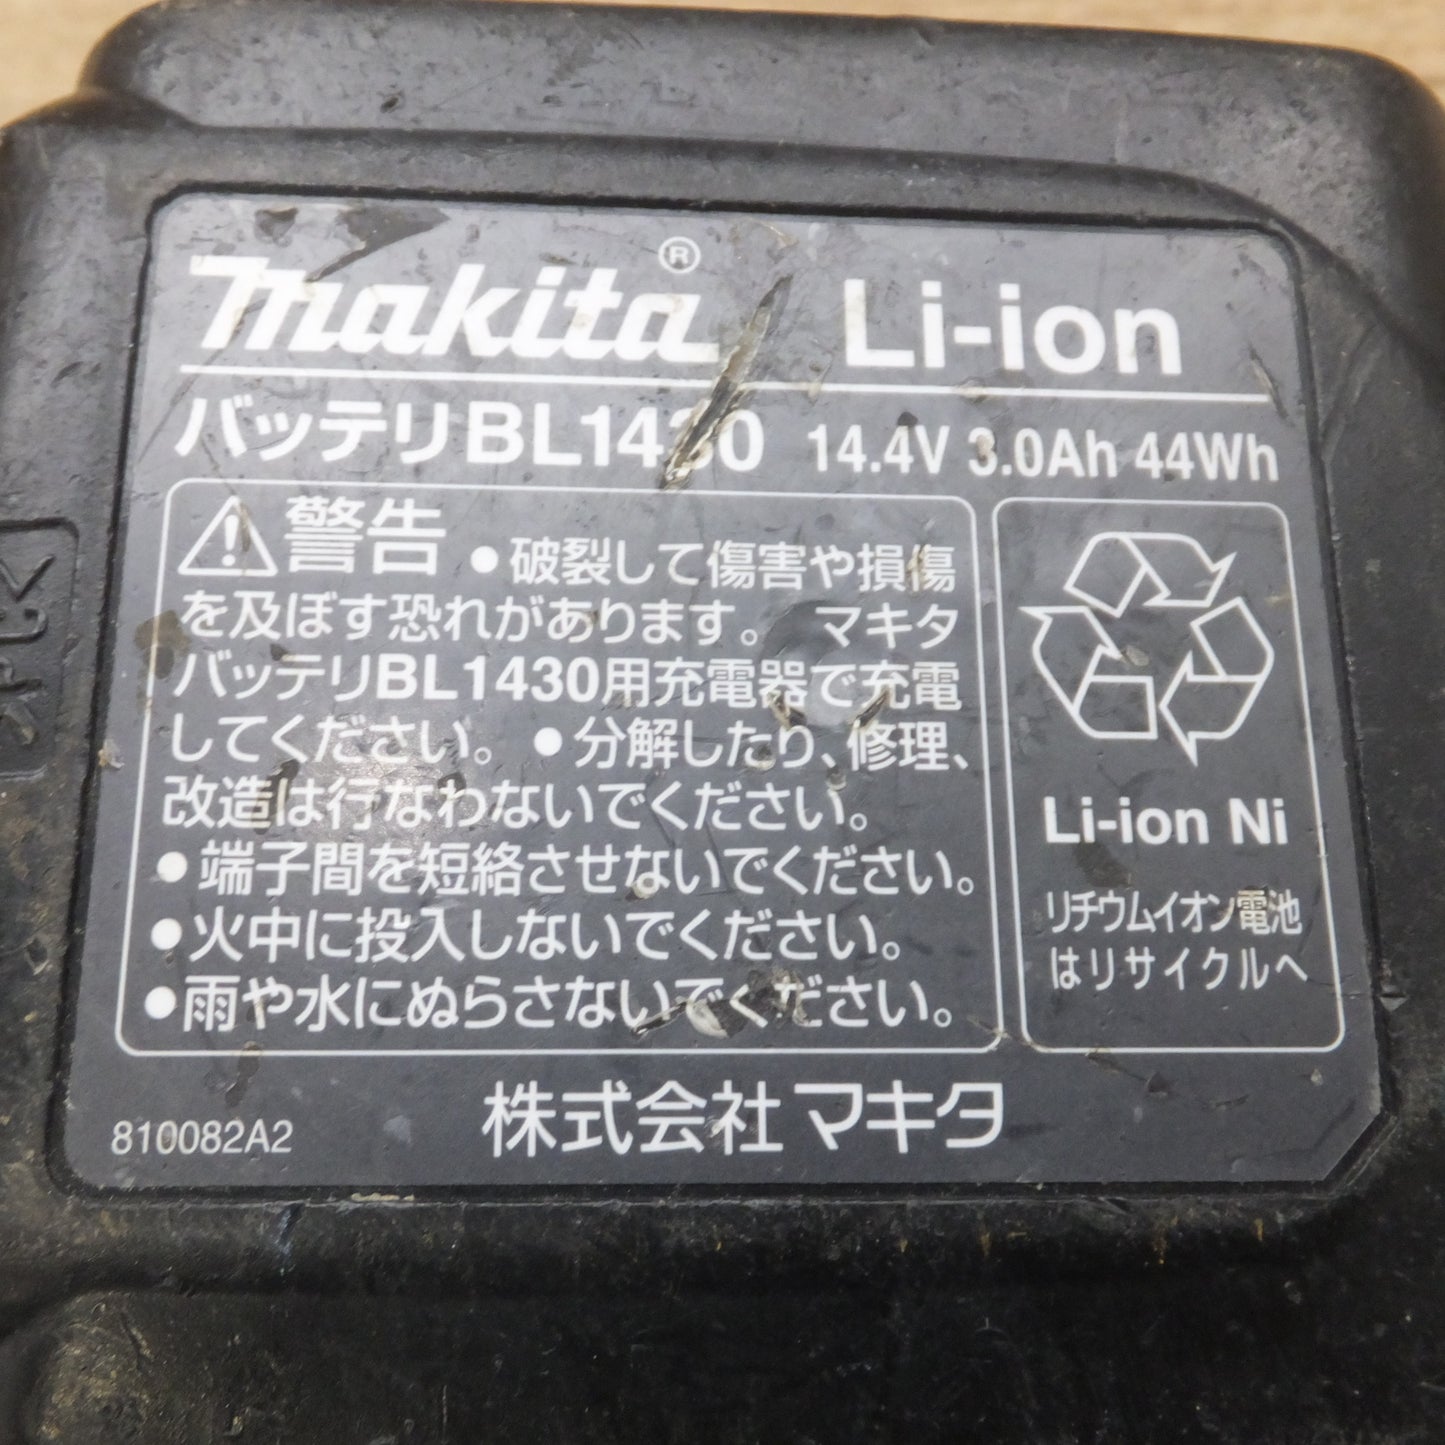 makita® Li-ion
バッテリBL1430 14.4V 3.0Ah 44Wh
警告 ●破裂して傷害や損傷
を及ぼす恐れがあります。 マキタ
バッテリBL1430用充電器で充電
してください。 ●分解したり、修理、
改造は行なわないでください。
●端子間を短絡させないでください。
●火中に投入しないでください。
●雨や水にぬらさないでください。
Li-ion Ni
リチウムイオン電池
はリサイクルへ
810082A2
株式会社マキタ